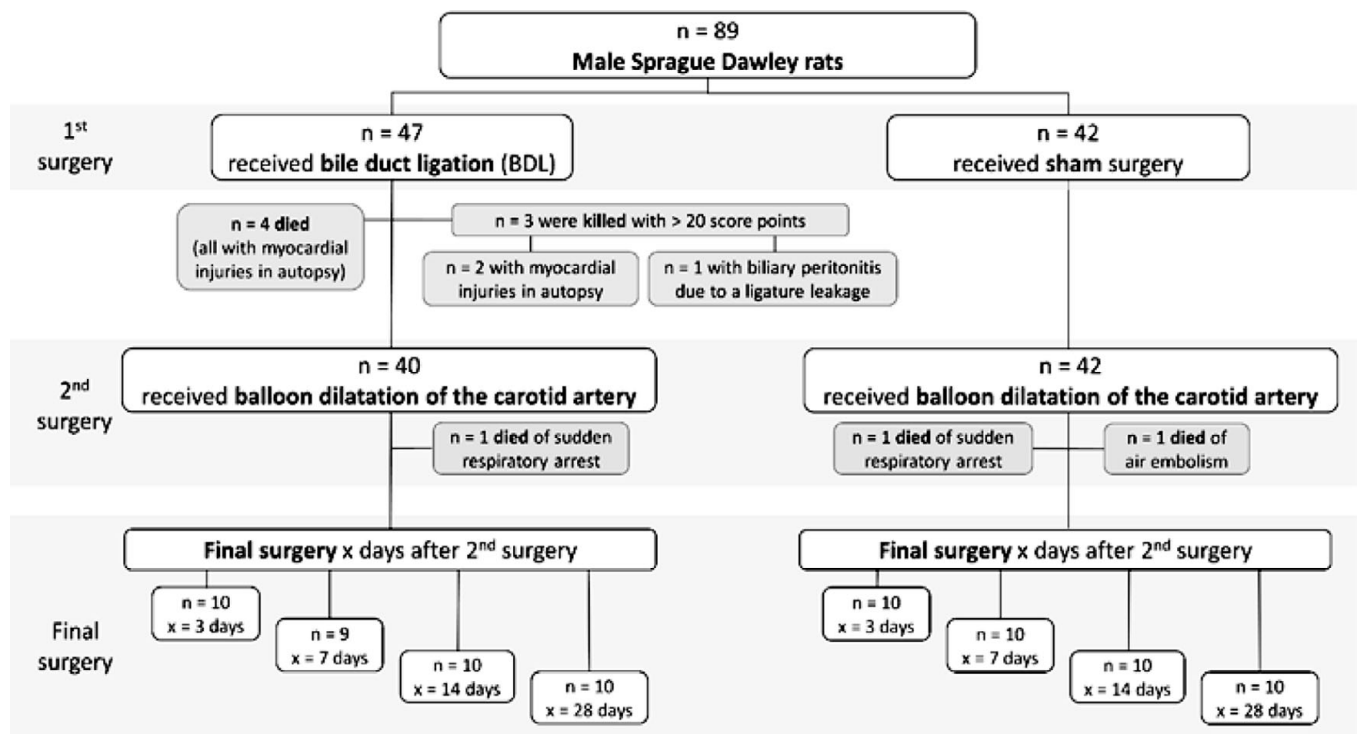 n = 89
Male Sprague Dawley rats
1st
surgery
n = 47
received bile duct ligation (BDL)
n = 42
received sham surgery
n = 4 died
(all with myocardial
injuries in autopsy)
n = 3 were killed with > 20 score points
n = 2 with myocardial
injuries in autopsy
n = 1 with biliary peritonitis
due to a ligature leakage
2nd
surgery
n = 40
received balloon dilatation of the carotid artery
n = 42
received balloon dilatation of the carotid artery
n = 1 died of sudden
respiratory arrest
n = 1 died of sudden
respiratory arrest
n = 1 died of
air embolism
Final
surgery
Final surgery x days after 2nd surgery
n = 10
x = 3 days
n = 9
x = 7 days
n = 10
x = 14 days
n = 10
x = 28 days
Final surgery x days after 2nd surgery
n = 10
x = 3 days
n = 10
x = 7 days
n = 10
x = 14 days
n = 10
x = 28 days